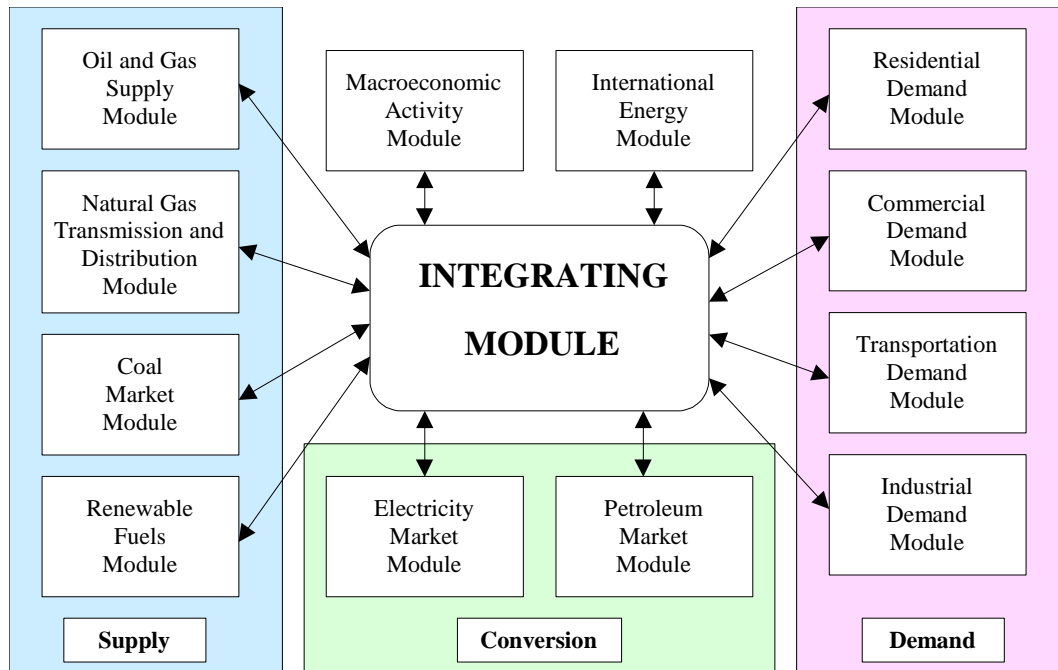 Oil and Gas
Supply
Module
Natural Gas
Transmission and
Distribution
Module
Coal
Market
Module
Renewable
Fuels
Module
Supply
Macroeconomic
Activity
Module
International
Energy
Module
INTEGRATING
MODULE
Electricity
Market
Module
Petroleum
Market
Module
Conversion
Residential
Demand
Module
Commercial
Demand
Module
Transportation
Demand
Module
Industrial
Demand
Module
Demand